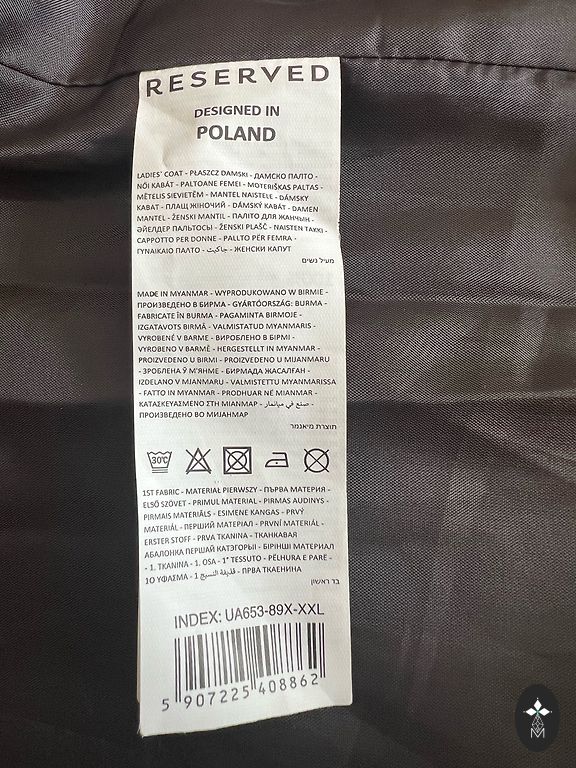 RESERVED
DESIGNED IN
POLAND
LADIES' COAT - PŁASZCZ DAMSKI - ДАМСКО ПАЛТО -
NŐI KABÁT - PALTOANE FEMEI - MOTERIŠKAS PALTAS -
MĒTELIS SIEVIETĒM - MANTEL NAISTELE - DÁMSKY
KABAT - ПЛАЩ ЖІНОЧИЙ - DÁMSKÝ KABÁT - DAMEN
MANTEL - ŽENSKI MANTIL - ПАЛІТО ДЛЯ ЖАНЧЫН -
ӘЙЕЛДЕР ПАЛЬТОСЫ - ŽENSKI PLAŠČ - NAISTEN TAKKI -
CAPPOTTO PER DONNE - PALLTO PËR FEMRA -
ΓΥΝΑΙΚΑΙΟ ΠΑΛΤΟ - جاكيت - ЖЕНСКИ КАПУТ
מעיל נשים
MADE IN MYANMAR - WYPRODUKOWANO W BIRMIE -
ПРОИЗВЕДЕНО В БИРМА - GYÁRTÓORSZÁG: BURMA -
FABRICATE ÎN BURMA - PAGAMINTA BIRMOJE -
IZGATAVOTS BIRMĀ - VALMISTATUD MYANMARIS -
VYROBENÉ V BARME - ВИРОБЛЕНО В БІРМІ -
VYROBENO V BARMĚ - HERGESTELLT IN MYANMAR -
PROIZVEDENO U BIRMI - PROIZVEDENO U MIJANMARU
- ЗРОБЛЕНА Ў М'ЯНМЕ - БИРМАДА ЖАСАЛҒАН -
IZDELANO V MJANMARU - VALMISTETTU MYANMARISSA
- FATTO IN MYANMAR - PRODHUAR NË MIANMAR -
ΚΑΤΑΣΚΕΥΑΣΜΕΝΟ ΣΤΗ ΜΙΑΝΜΑΡ - صنع في ميانمار -
ПРОИЗВЕДЕНО ВО МИЈАНМАР
תוצרת מיאנמר
30°C
1ST FABRIC - MATERIAŁ PIERWSZY - ПЪРВА МАТЕРИЯ -
ELSŐ SZÖVET - PRIMUL MATERIAL - PIRMAS AUDINYS -
PIRMAIS MATERIĀLS - ESIMENE KANGAS - PRVÝ
MATERIÁL - ПЕРШИЙ МАТЕРІАЛ - PRVNÍ MATERIÁL -
ERSTER STOFF - PRVA TKANINA - ТКАНКАВАЯ
АБАЛОНКА ПЕРШАЙ КАТЭГОРЫІ - БІРІНШІ МАТЕРИАЛ
- 1. TKANINA - 1. OSA - 1° TESSUTO - PËLHURA E PARË -
1Ο ΥΦΑΣΜΑ - قذيفة النسيج 1 - ПРВА ТКАЕНИНА
בד ראשון
INDEX: UA653-89X-XXL
5 907225 408862
M